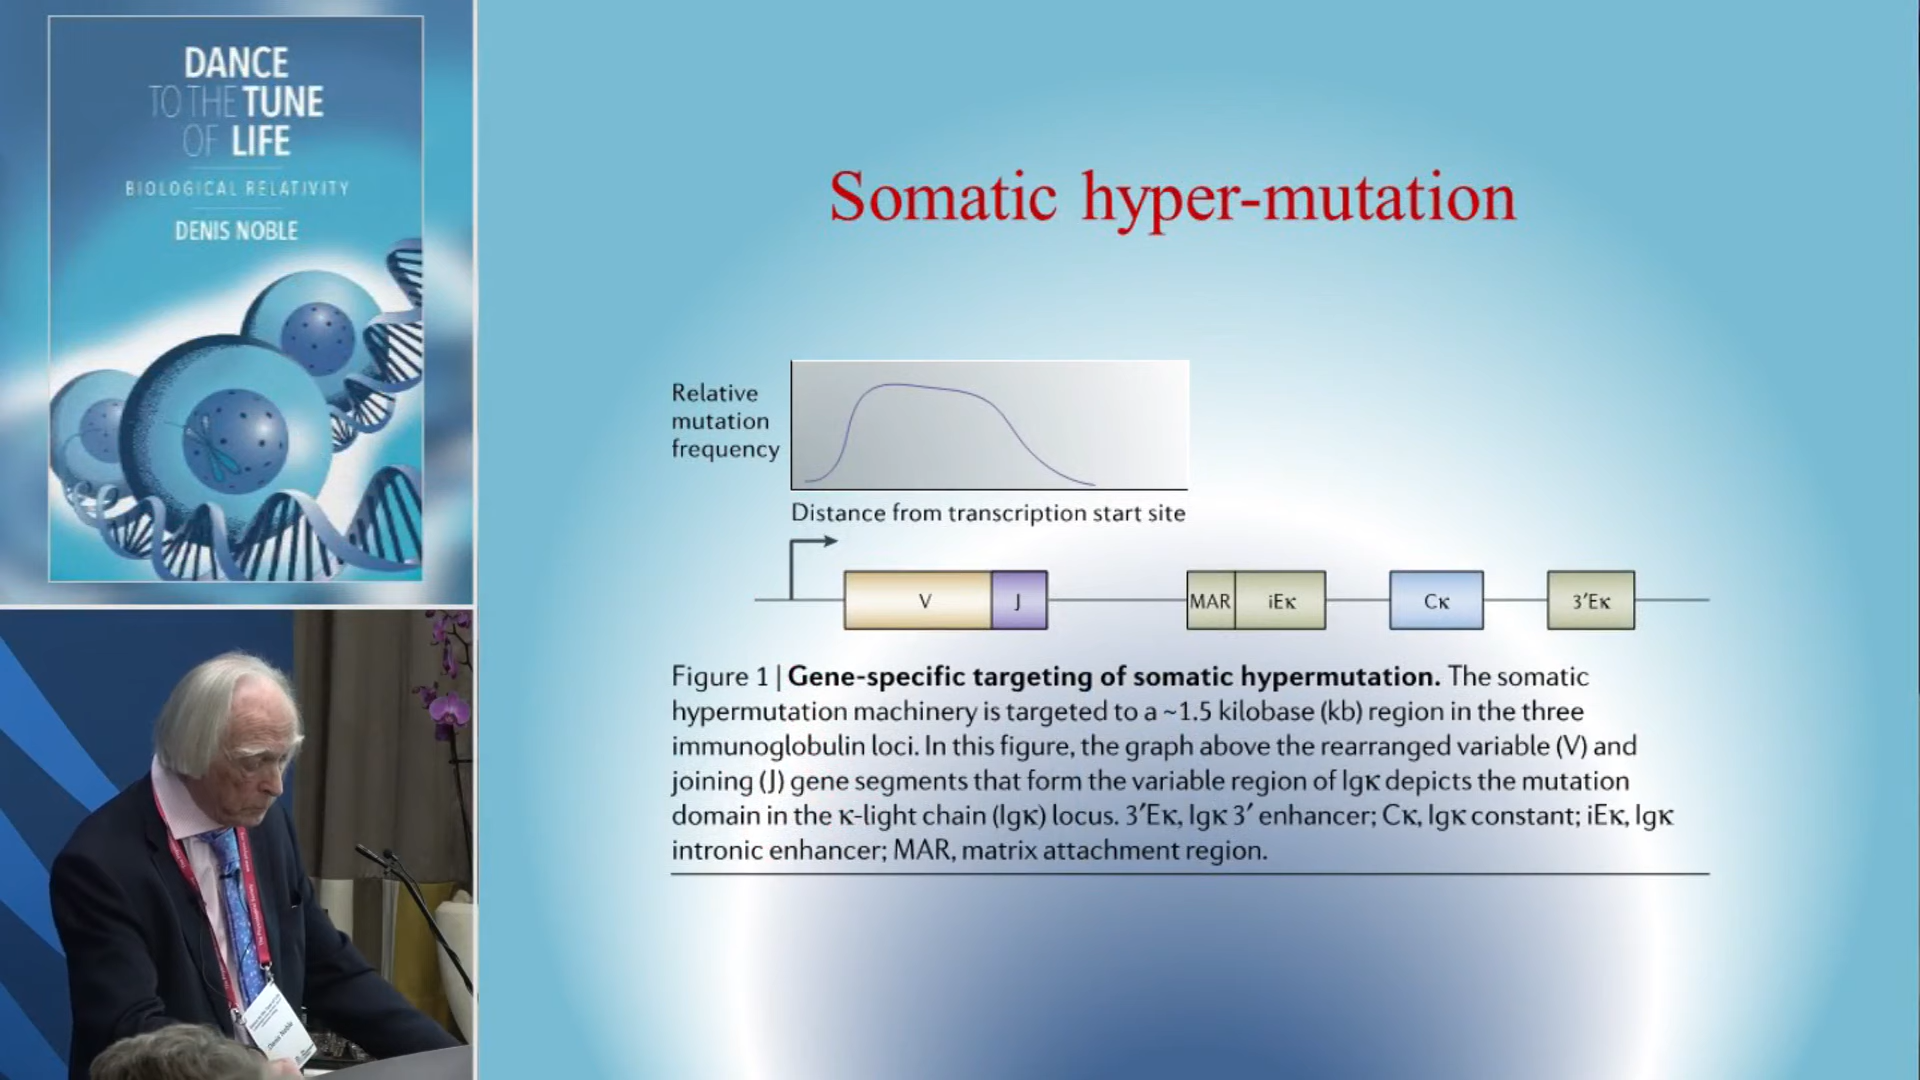 DANCE
TO THE TUNE
OF LIFE
BIOLOGICAL RELATIVITY
DENIS NOBLE
Denis Noble
Somatic hyper-mutation
Relative
mutation
frequency
Distance from transcription start site
V J MAR iEκ Cκ 3′Eκ
Figure 1 | Gene-specific targeting of somatic hypermutation. The somatic
hypermutation machinery is targeted to a ~1.5 kilobase (kb) region in the three
immunoglobulin loci. In this figure, the graph above the rearranged variable (V) and
joining (J) gene segments that form the variable region of Igκ depicts the mutation
domain in the κ-light chain (Igκ) locus. 3′Eκ, Igκ 3′ enhancer; Cκ, Igκ constant; iEκ, Igκ
intronic enhancer; MAR, matrix attachment region.